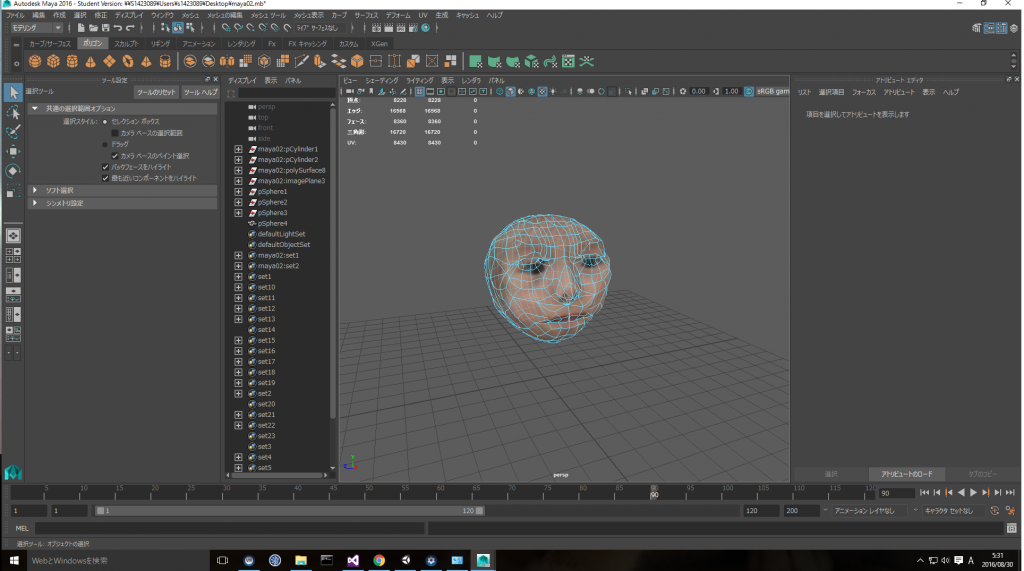 Autodesk Maya 2016 - Student Version: ¥¥S1423089¥Users¥s1423089¥Desktop¥maya02.mb*
ファイル 編集 作成 選択 修正 ディスプレイ ウィンドウ メッシュ メッシュの編集 メッシュ ツール メッシュ表示 カーブ サーフェス デフォーム UV 生成 キャッシュ ヘルプ
モデリング ライブ サーフェスなし
カーブ/サーフェス ポリゴン スカルプト リギング アニメーション レンダリング FX FX キャッシング カスタム XGen
ツール設定
選択ツール ツールのリセット ツール ヘルプ
共通の選択範囲オプション
選択スタイル: セレクション ボックス
カメラ ベースの選択範囲
ドラッグ
カメラ ベースのペイント選択
バックフェースをハイライト
最も近いコンポーネントをハイライト
ソフト選択
シンメトリ設定
ディスプレイ 表示 パネル
persp
top
front
side
maya02:pCylinder1
maya02:pCylinder2
maya02:polySurface8
maya02:imagePlane3
pSphere1
pSphere2
pSphere3
pSphere4
defaultLightSet
defaultObjectSet
maya02:set1
maya02:set2
set1
set10
set11
set12
set13
set14
set15
set16
set17
set18
set19
set2
set20
set21
set22
set23
set3
set4
set5
ビュー シェーディング ライティング 表示 レンダラ パネル
0.00 1.00 sRGB gam
頂点: 8228 8228 0
エッジ: 16568 16568 0
フェース: 8360 8360 0
三角形: 16720 16720 0
UV: 8430 8430 0
persp
アトリビュート エディタ
リスト 選択項目 フォーカス アトリビュート 表示 ヘルプ
項目を選択してアトリビュートを表示します
選択 アトリビュートのロード タブのコピー
5 10 15 20 25 30 35 40 45 50 55 60 65 70 75 80 85 90 95 100 105 110 115 120
90
90
1 1 1 120 120 200 アニメーション レイヤなし キャラクタ セットなし
MEL
選択ツール: オブジェクトの選択
WebとWindowsを検索
A
5:31
2016/08/30